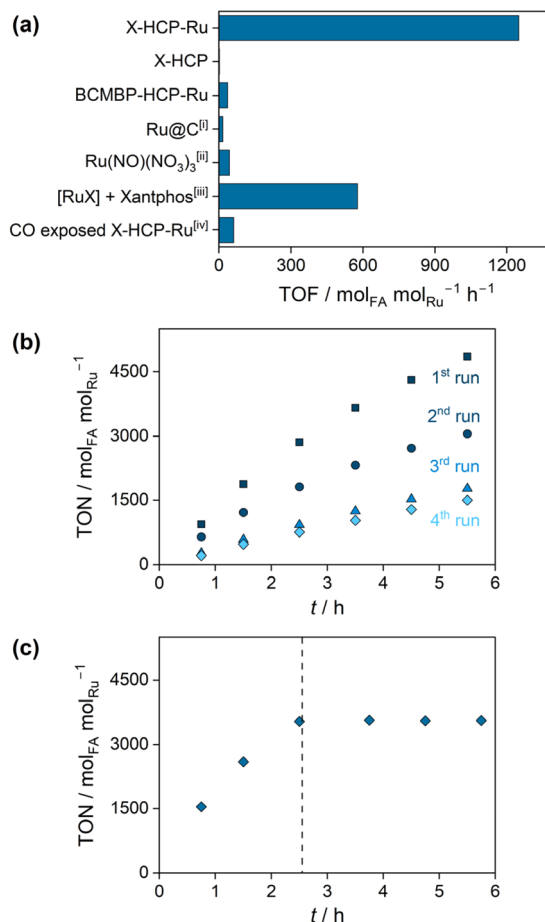 (a)
X-HCP-Ru
X-HCP
BCMBP-HCP-Ru
Ru@C[i]
Ru(NO)(NO3)3[ii]
[RuX] + Xantphos[iii]
CO exposed X-HCP-Ru[iv]
0 300 600 900 1200
TOF / molFA molRu−1 h−1
(b)
TON / molFA molRu−1
4500
3000
1500
0
1st run
2nd run
3rd run
4th run
0 1 2 3 4 5 6
t / h
(c)
TON / molFA molRu−1
4500
3000
1500
0
0 1 2 3 4 5 6
t / h